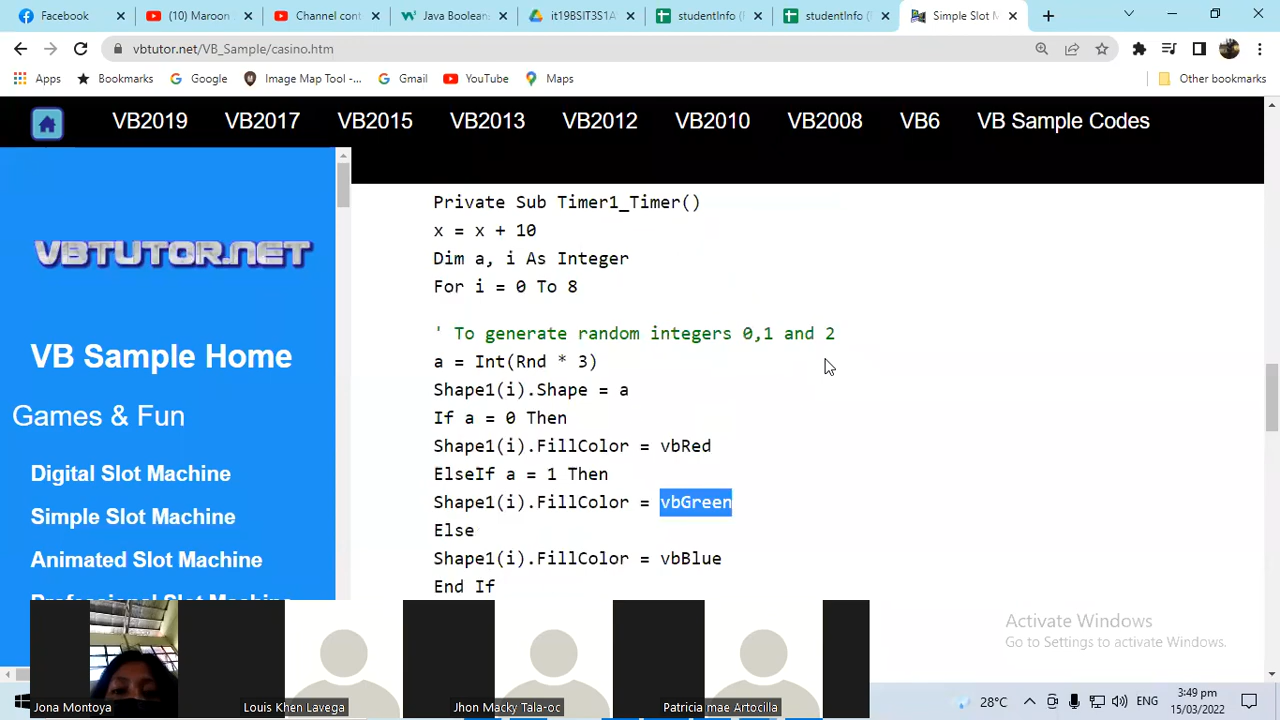 (10) Maroon
Channel cont
Java Boolean
it19BSIT3S1A
studentInfo (
studentInfo (
Simple Slot M
vbtutor.net/VB_Sample/casino.htm
Apps
Bookmarks
Google
Image Map Tool -...
Gmail
YouTube
Maps
Other bookmarks
VB2019
VB2017
VB2015
VB2013
VB2012
VB2010
VB2008
VB6
VB Sample Codes
VBTUTOR.NET
VB Sample Home
Games & Fun
Digital Slot Machine
Simple Slot Machine
Animated Slot Machine
Professional Slot Machine
Private Sub Timer1_Timer()
x = x + 10
Dim a, i As Integer
For i = 0 To 8
' To generate random integers 0,1 and 2
a = Int(Rnd * 3)
Shape1(i).Shape = a
If a = 0 Then
Shape1(i).FillColor = vbRed
ElseIf a = 1 Then
Shape1(i).FillColor = vbGreen
Else
Shape1(i).FillColor = vbBlue
End If
Activate Windows
Go to Settings to activate Windows.
Jona Montoya
Louis Khen Lavega
Jhon Macky Tala-oc
Patricia mae Artocilla
28°C
ENG
3:49 pm
15/03/2022